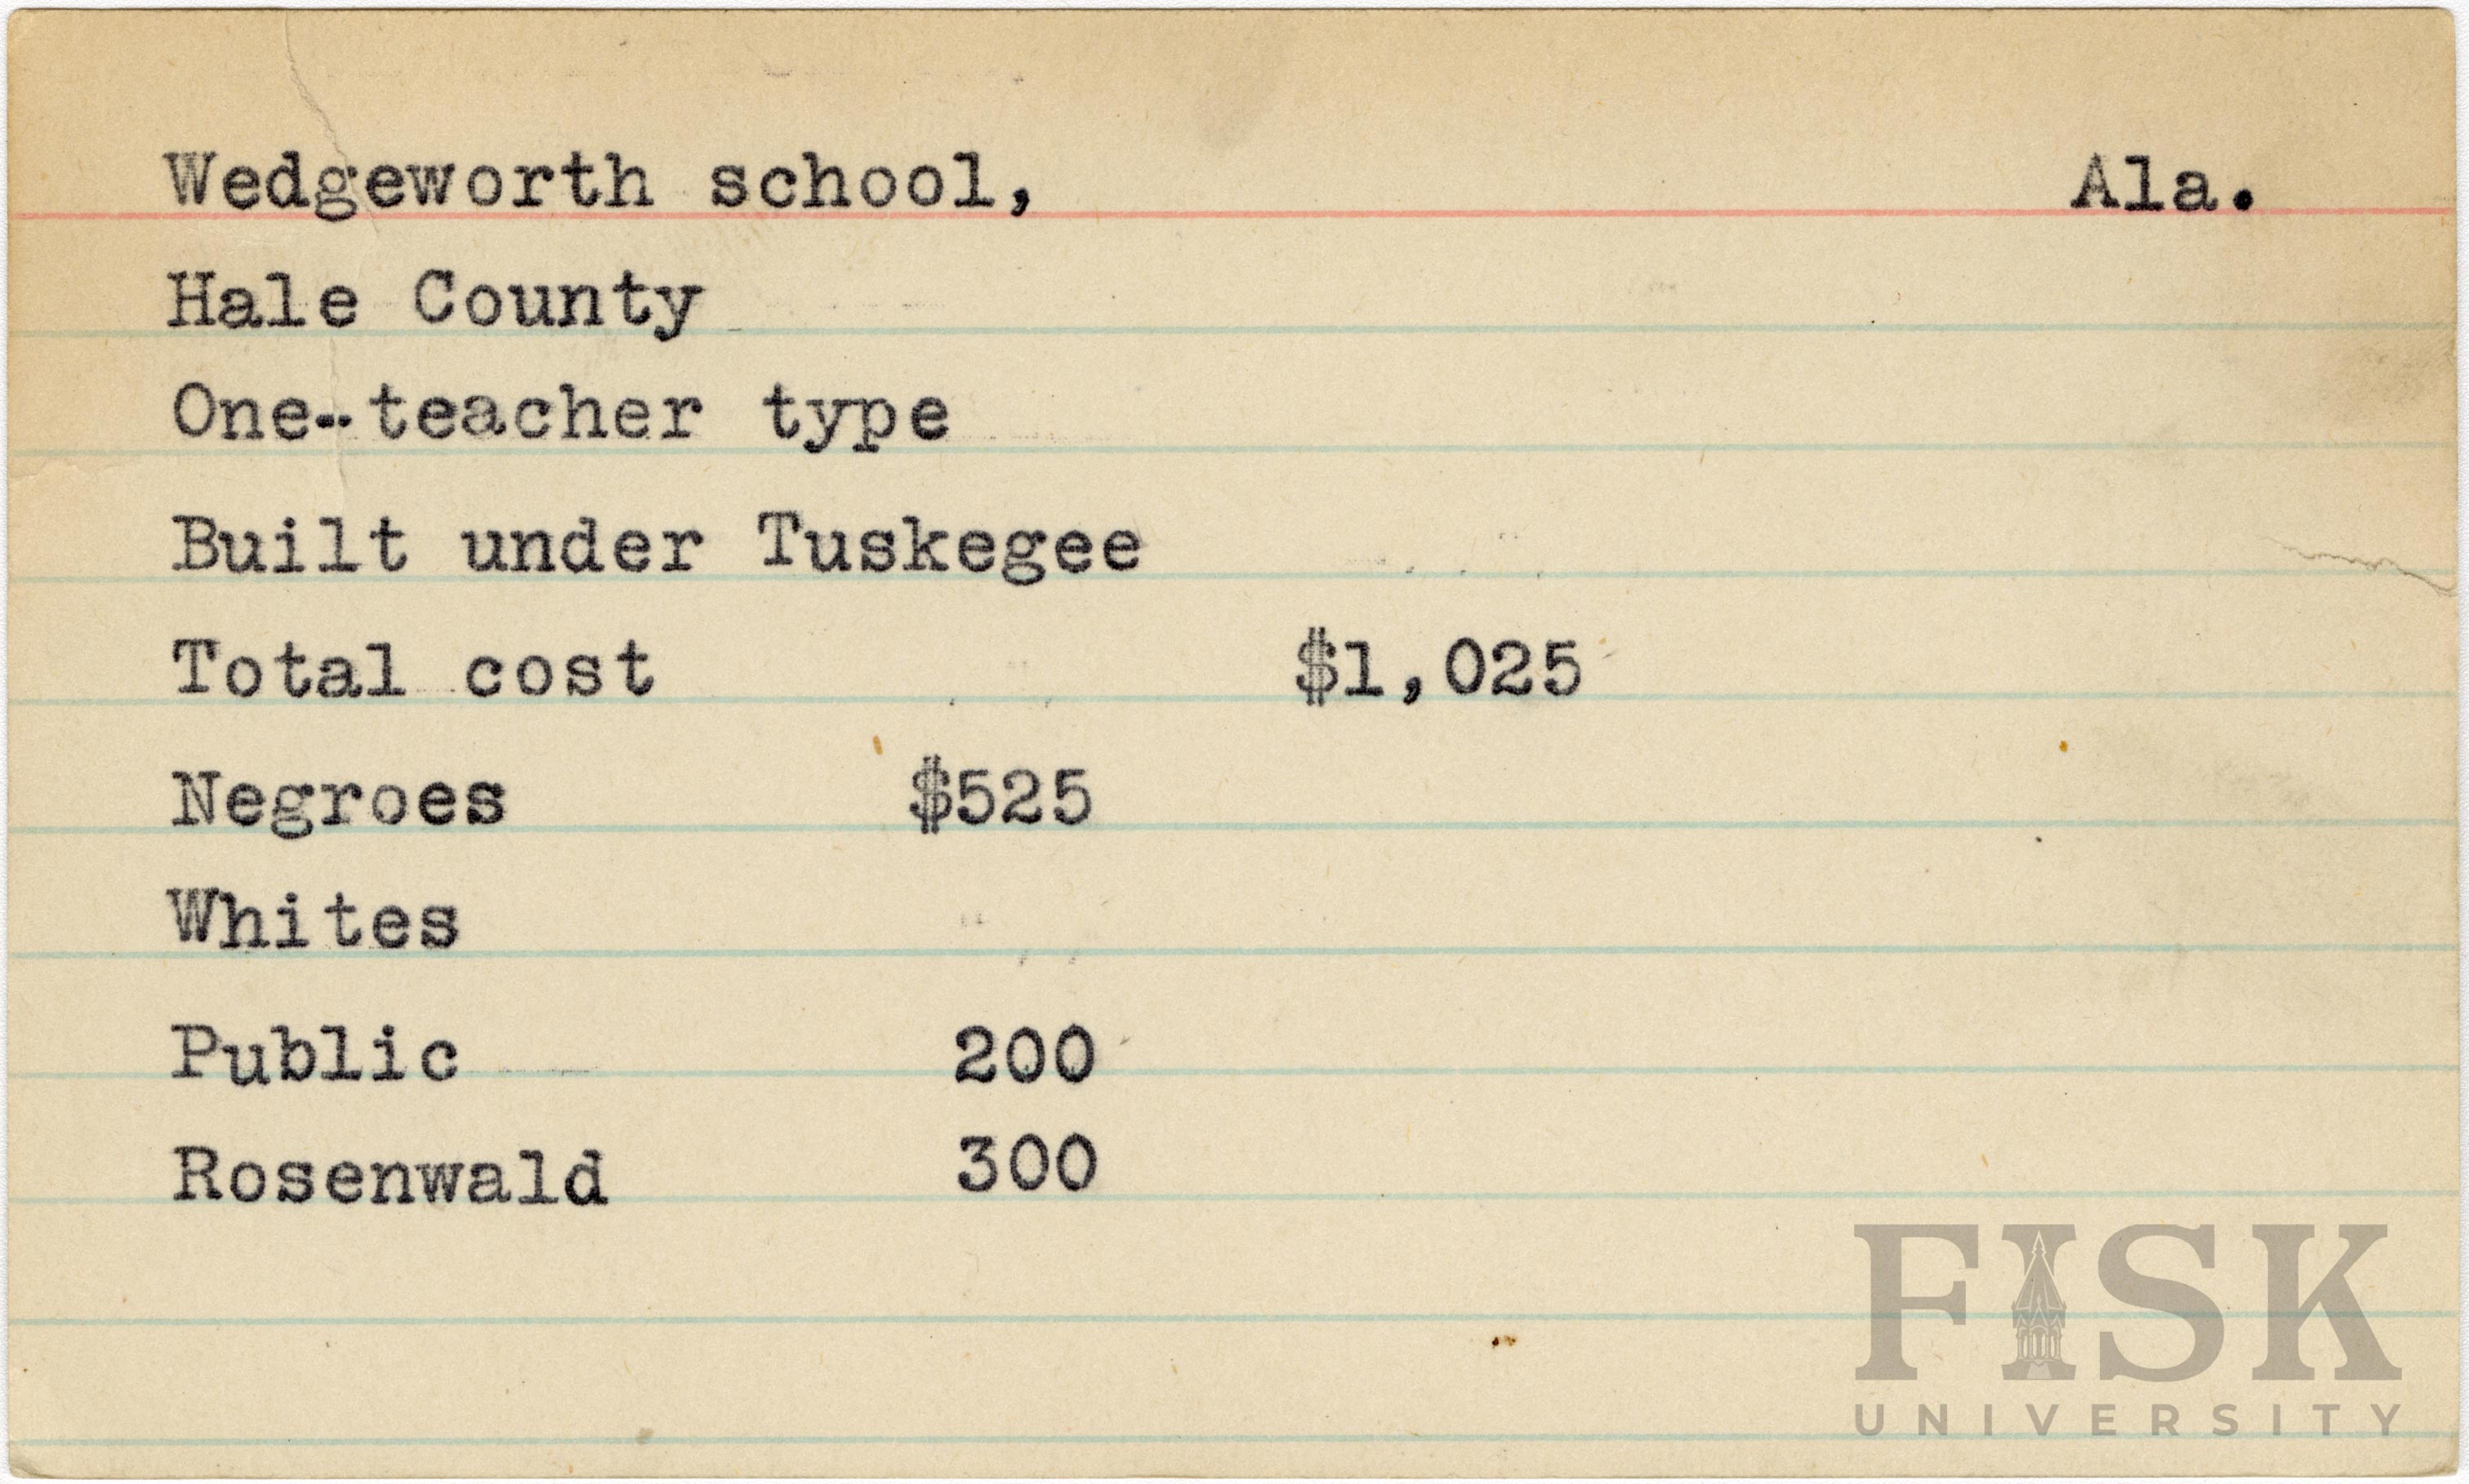 Wedgeworth school, Ala.
Hale County
One--teacher type
Built under Tuskegee
Total cost $1,025
Negroes $525
Whites
Public 200
Rosenwald 300
FISK
UNIVERSITY